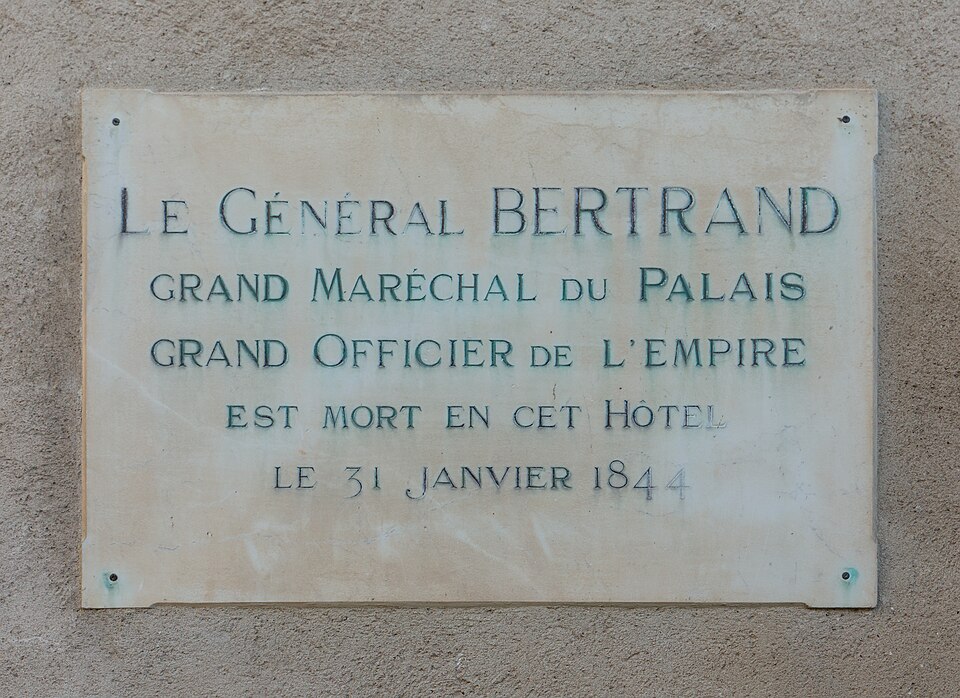 Le Général BERTRAND
GRAND MARÉCHAL DU PALAIS
GRAND OFFICIER DE L'EMPIRE
EST MORT EN CET HÔTEL
LE 31 JANVIER 1844